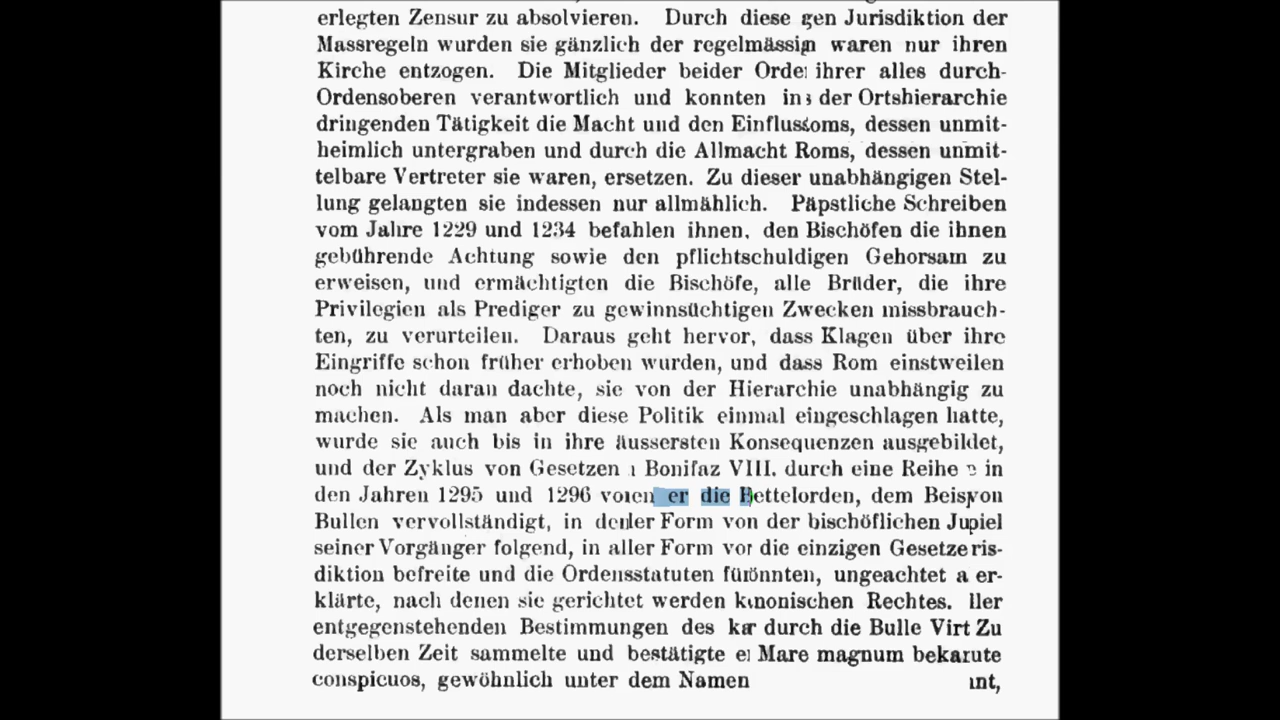 erlegten Zensur zu absolvieren. Durch diese gen Jurisdiktion der
Massregeln wurden sie gänzlich der regelmässip waren nur ihren
Kirche entzogen. Die Mitglieder beider Orde ihrer alles durch-
Ordensoberen verantwortlich und konnten in der Ortshierarchie
dringenden Tätigkeit die Macht und den Einflus oms, dessen unmit-
heimlich untergraben und durch die Allmacht Roms, dessen unmit-
telbare Vertreter sie waren, ersetzen. Zu dieser unabhängigen Stel-
lung gelangten sie indessen nur allmählich. Päpstliche Schreiben
vom Jahre 1229 und 1234 befahlen ihnen, den Bischöfen die ihnen
gebührende Achtung sowie den pflichtschuldigen Gehorsam zu
erweisen, und ermächtigten die Bischöfe, alle Brüder, die ihre
Privilegien als Prediger zu gewinnsüchtigen Zwecken missbrauch-
ten, zu verurteilen. Daraus geht hervor, dass Klagen über ihre
Eingriffe schon früher erhoben wurden, und dass Rom einstweilen
noch nicht daran dachte, sie von der Hierarchie unabhängig zu
machen. Als man aber diese Politik einmal eingeschlagen hatte,
wurde sie auch bis in ihre äussersten Konsequenzen ausgebildet,
und der Zyklus von Gesetzen Bonifaz VIII. durch eine Reihe in
den Jahren 1295 und 1296 er die Bettelorden, dem
Bullen vervollständigt, in Form von der bischöflichen
seiner Vorgänger folgend, in aller Form vor die einzigen
diktion befreite und die Ordensstatuten ungeachtet a er-
klärte, nach denen sie gerichtet werden Rechtes. ller
entgegenstehenden Bestimmungen des durch die Bulle Virt Zu
derselben Zeit sammelte und bestätigte Mare magnum
conspicuos, gewöhnlich unter dem Namen nt,